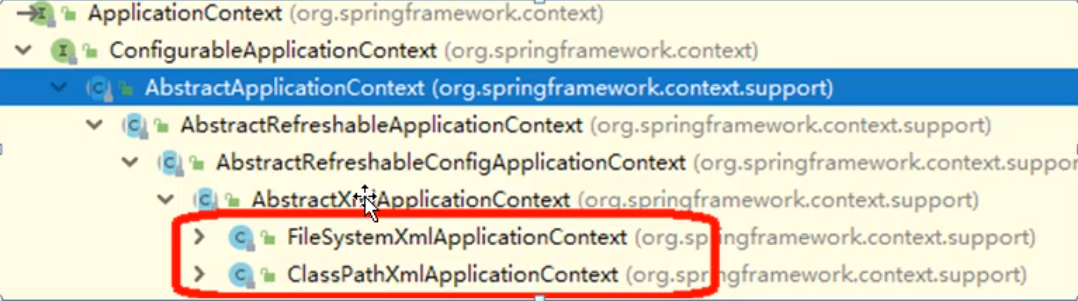 ApplicationContext (org.springframework.context)
ConfigurableApplicationContext (org.springframework.context)
AbstractApplicationContext (org.springframework.context.support)
AbstractRefreshableApplicationContext (org.springframework.context.support)
AbstractRefreshableConfigApplicationContext (org.springframework.context.suppor
AbstractXmlApplicationContext (org.springframework.context.support)
FileSystemXmlApplicationContext (org.springframework.context.support)
ClassPathXmlApplicationContext (org.springframework.context.support)